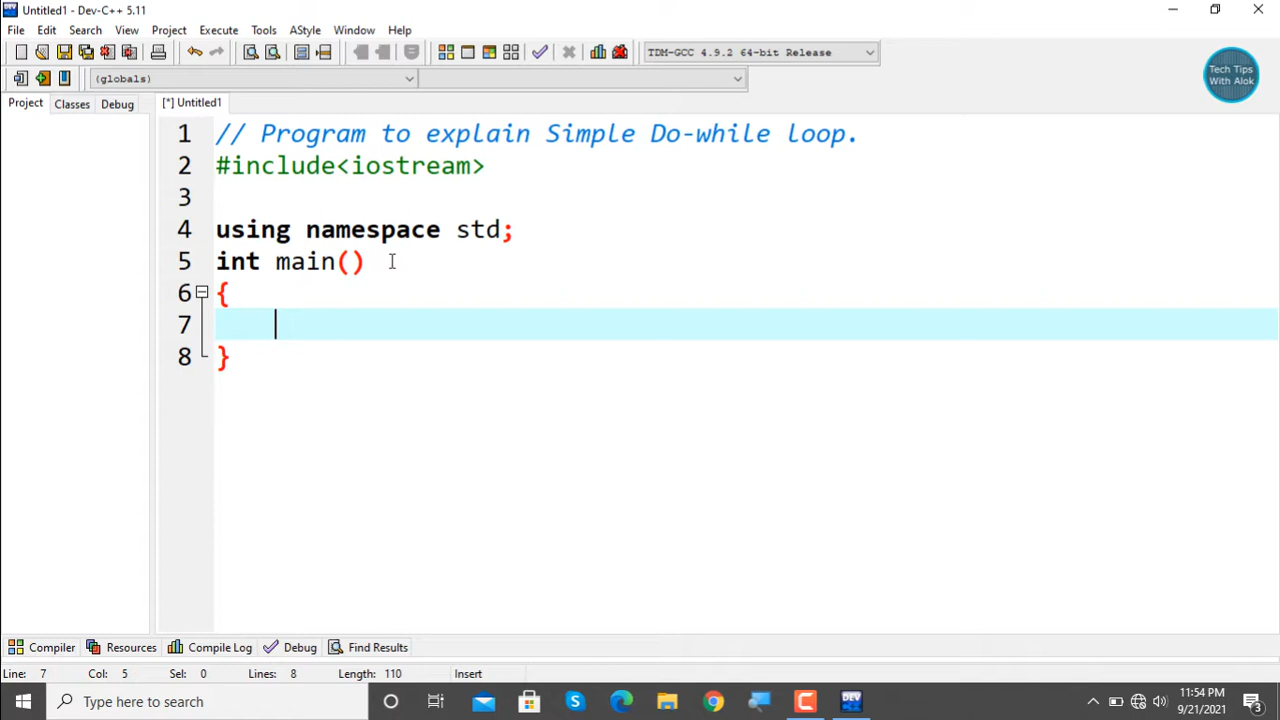 Untitled1 - Dev-C++ 5.11
File Edit Search View Project Execute Tools AStyle Window Help
TDM-GCC 4.9.2 64-bit Release
(globals)
Tech Tips
With Alok
Project Classes Debug [*] Untitled1
1 // Program to explain Simple Do-while loop.
2 #include<iostream>
3
4 using namespace std;
5 int main()
6 {
7
8 }
Compiler Resources Compile Log Debug Find Results
Line: 7 Col: 5 Sel: 0 Lines: 8 Length: 110 Insert
Type here to search
DEV
11:54 PM
9/21/2021
3